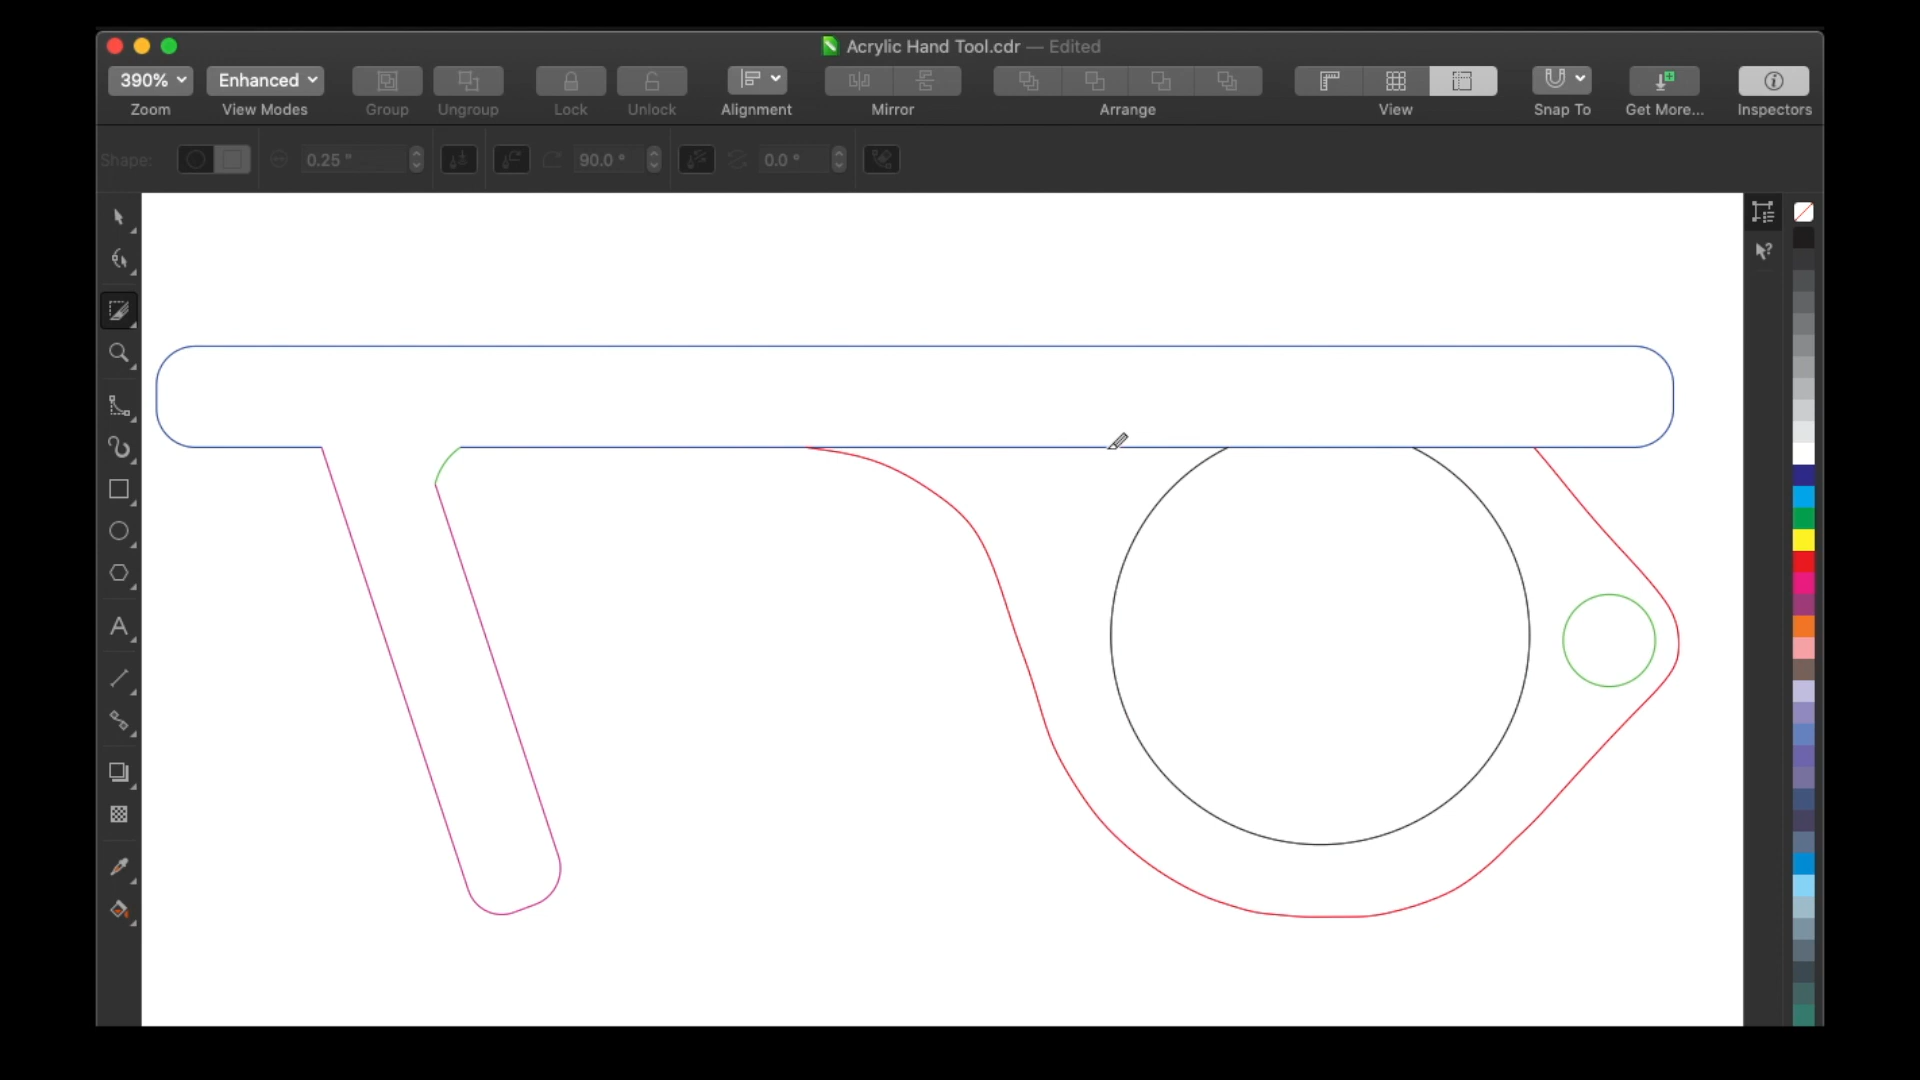 Acrylic Hand Tool.cdr — Edited
390% Enhanced
Zoom View Modes Group Ungroup Lock Unlock Alignment Mirror Arrange View Snap To Get More... Inspectors
Shape: 0.25 " 90.0 ° 0.0 °